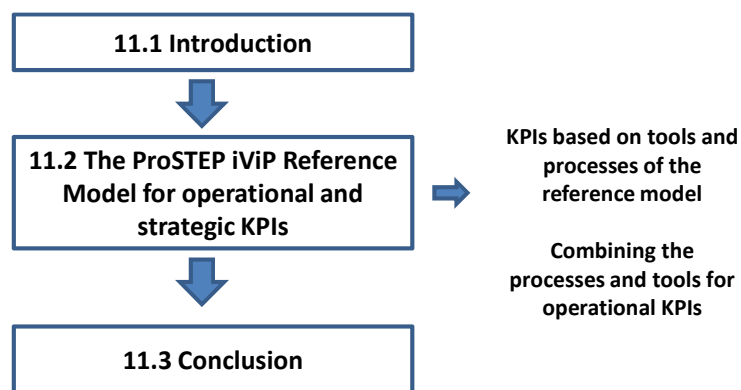 11.1 Introduction
11.2 The ProSTEP iViP Reference
Model for operational and
strategic KPIs
KPIs based on tools and
processes of the
reference model
Combining the
processes and tools for
operational KPIs
11.3 Conclusion